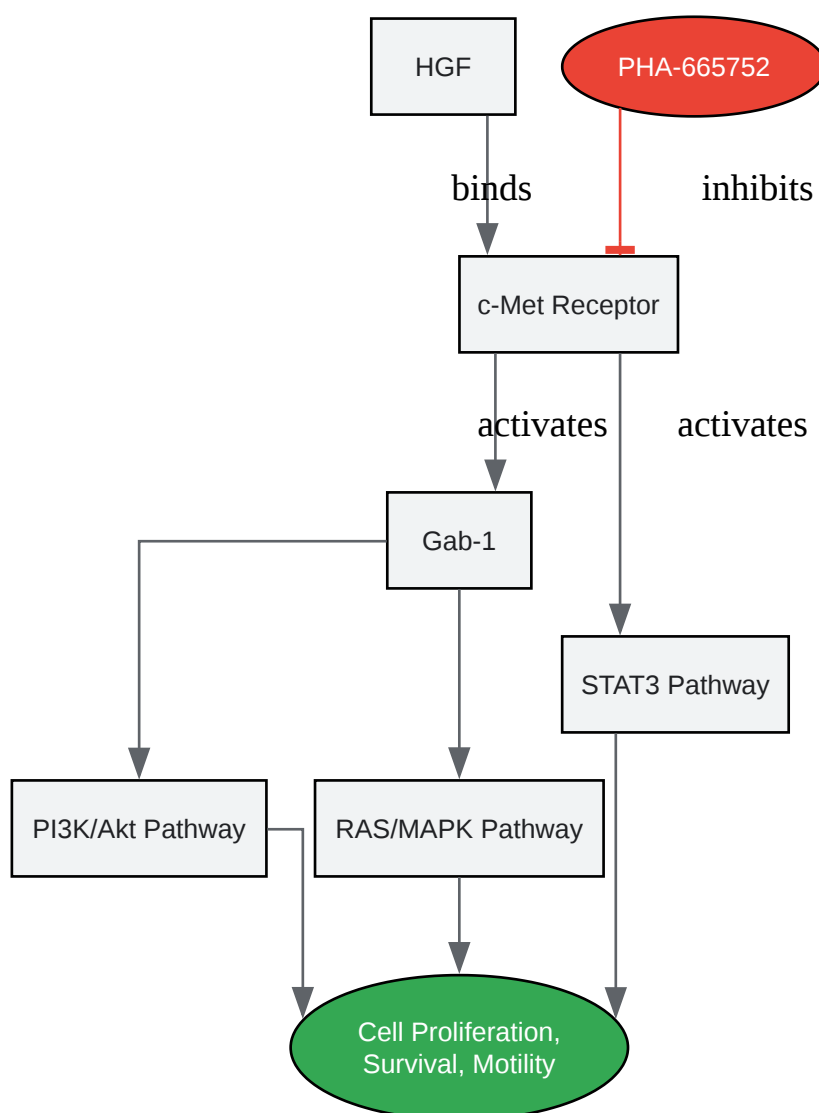 HGF
PHA-665752
binds
inhibits
c-Met Receptor
activates
activates
Gab-1
STAT3 Pathway
PI3K/Akt Pathway
RAS/MAPK Pathway
Cell Proliferation,
Survival, Motility